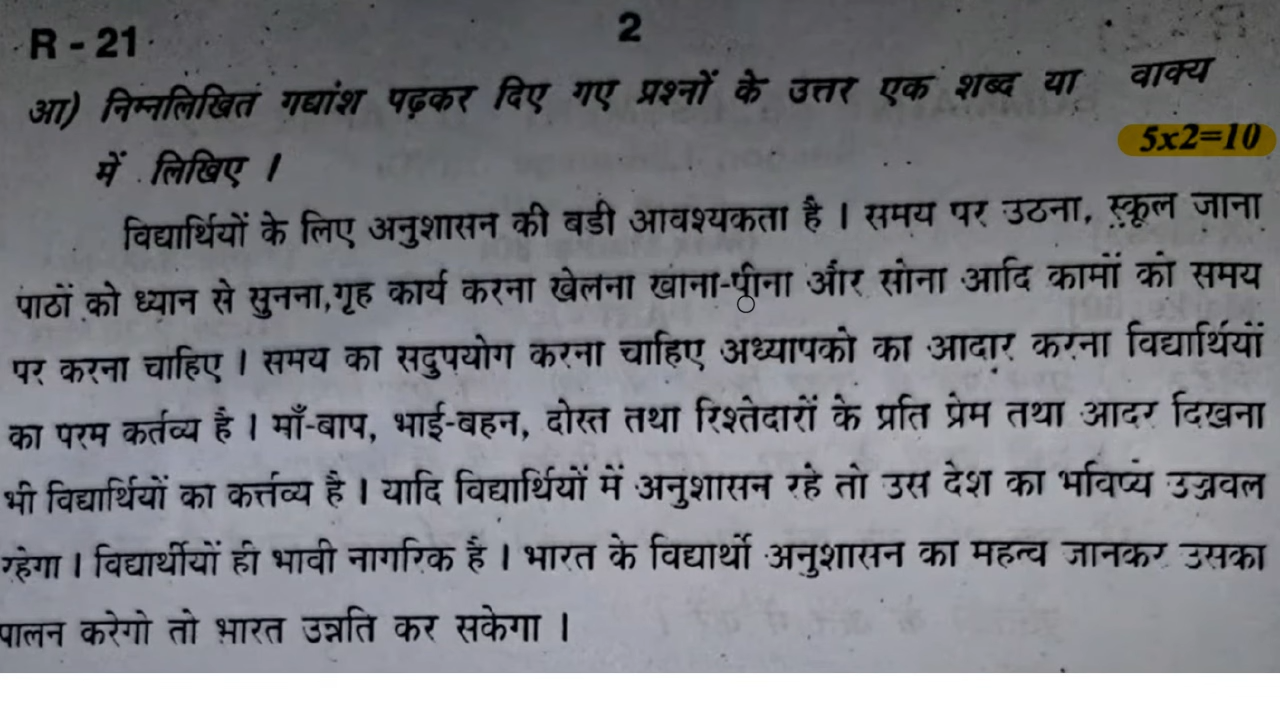 R - 21
2
आ) निम्नलिखितं गद्यांश पढ़कर दिए गए प्रश्नों के उत्तर एक शब्द या वाक्य
5x2=10
में लिखिए ।
विद्यार्थियों के लिए अनुशासन की बडी आवश्यकता है । समय पर उठना, स्कूल जाना
पाठों को ध्यान से सुनना,गृह कार्य करना खेलना खाना-पीना और सोना आदि कामों को समय
पर करना चाहिए । समय का सदुपयोग करना चाहिए अध्यापको का आदार करना विद्यार्थियों
का परम कर्तव्य है । माँ-बाप, भाई-बहन, दोस्त तथा रिश्तेदारों के प्रति प्रेम तथा आदर दिखना
भी विद्यार्थियों का कर्त्तव्य है । यादि विद्यार्थियों में अनुशासन रहे तो उस देश का भविष्यं उज्रवल
रहेगा । विद्यार्थीयों ही भावी नागरिक है । भारत के विद्यार्थो अनुशासन का महत्व जानकर उसका
पालन करेगो तो भारत उन्नति कर सकेगा ।